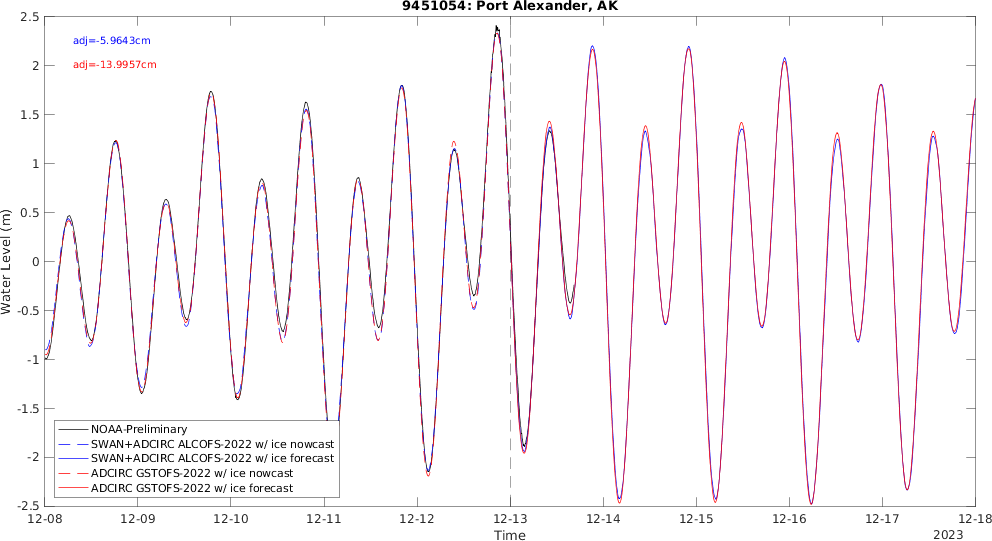 9451054: Port Alexander, AK
adj=-5.9643cm
adj=-13.9957cm
Water Level (m)
2.5
2
1.5
1
0.5
0
-0.5
-1
-1.5
-2
-2.5
NOAA-Preliminary
SWAN+ADCIRC ALCOFS-2022 w/ ice nowcast
SWAN+ADCIRC ALCOFS-2022 w/ ice forecast
ADCIRC GSTOFS-2022 w/ ice nowcast
ADCIRC GSTOFS-2022 w/ ice forecast
12-08 12-09 12-10 12-11 12-12 12-13 12-14 12-15 12-16 12-17 12-18
Time
2023